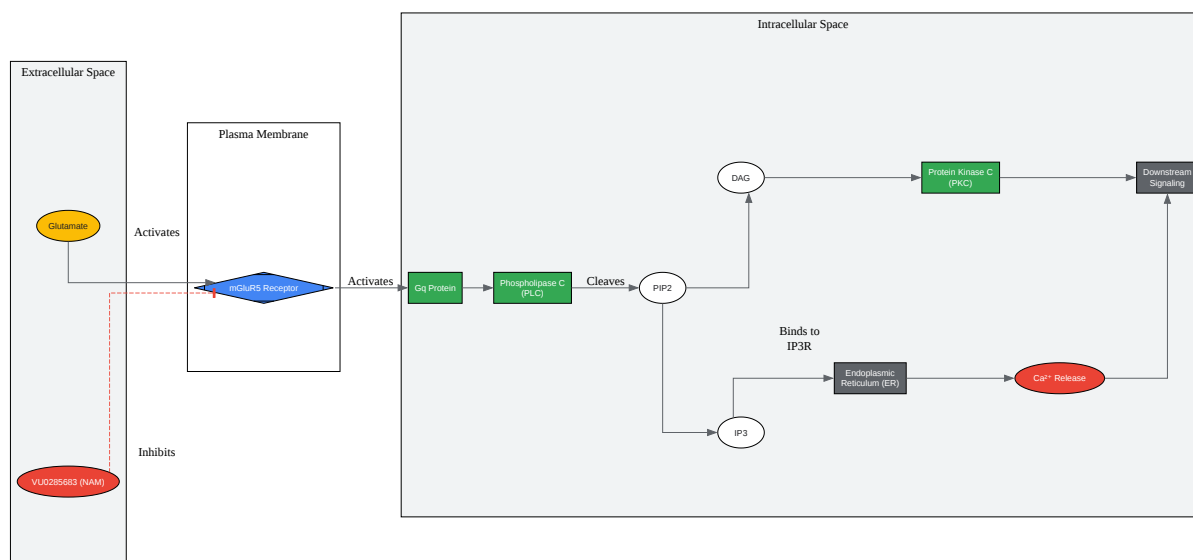 Intracellular Space
Extracellular Space
Plasma Membrane
DAG
Protein Kinase C
(PKC)
Downstream
Signaling
Glutamate
Activates
mGluR5 Receptor
Activates
Gq Protein
Phospholipase C
(PLC)
Cleaves
PIP2
Binds to
IP3R
Endoplasmic
Reticulum (ER)
Ca²⁺ Release
IP3
Inhibits
VU0285683 (NAM)